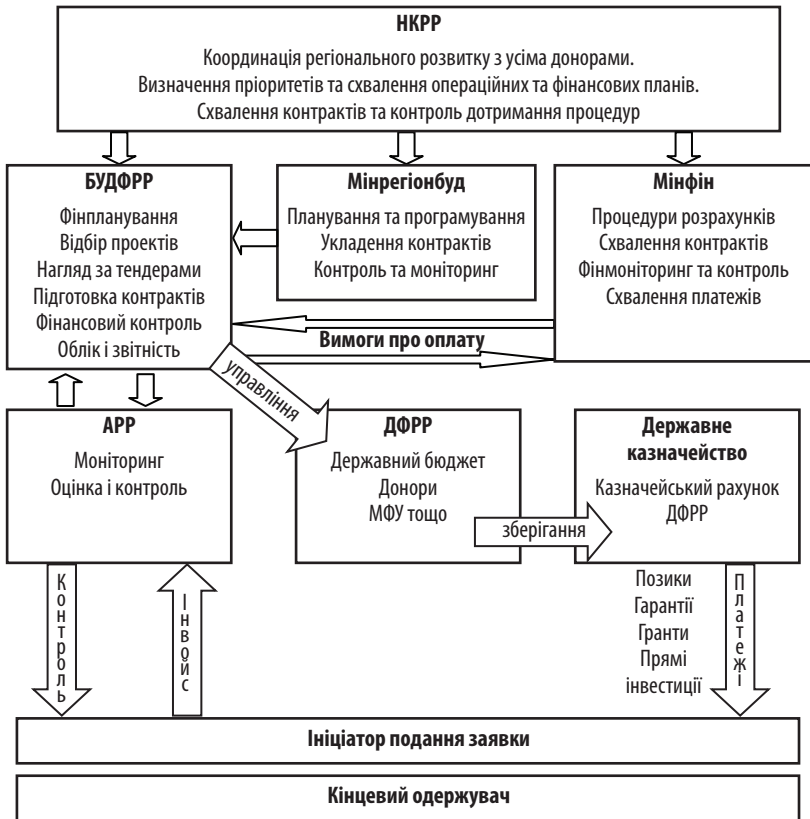 НКРР
Координація регіонального розвитку з усіма донорами.
Визначення пріоритетів та схвалення операційних та фінансових планів.
Схвалення контрактів та контроль дотримання процедур
БУДФРР
Фінпланування
Відбір проектів
Нагляд за тендерами
Підготовка контрактів
Фінансовий контроль
Облік і звітність
Мінрегіонбуд
Планування та програмування
Укладення контрактів
Контроль та моніторинг
Мінфін
Процедури розрахунків
Схвалення контрактів
Фінмоніторинг та контроль
Схвалення платежів
Вимоги про оплату
управління
АРР
Моніторинг
Оцінка і контроль
ДФРР
Державний бюджет
Донори
МФУ тощо
зберігання
Державне
казначейство
Казначейський рахунок
ДФРР
Контроль
Інвойс
Позики
Гарантії
Гранти
Прямі
інвестиції
Платежі
Ініціатор подання заявки
Кінцевий одержувач